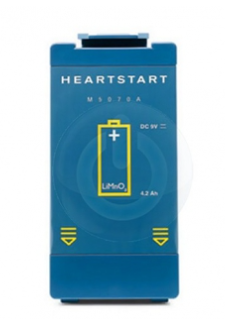 HEARTSTART
M5070A
DC 9V ⎓
+
LiMnO₂
4.2 Ah